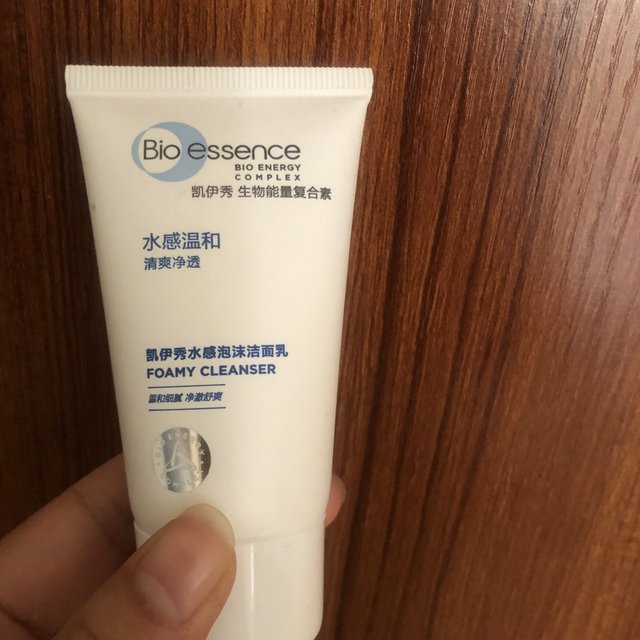 Bio essence
BIO ENERGY
COMPLEX
凯伊秀 生物能量复合素
水感温和
清爽净透
凯伊秀水感泡沫洁面乳
FOAMY CLEANSER
温和细腻 净澈舒爽